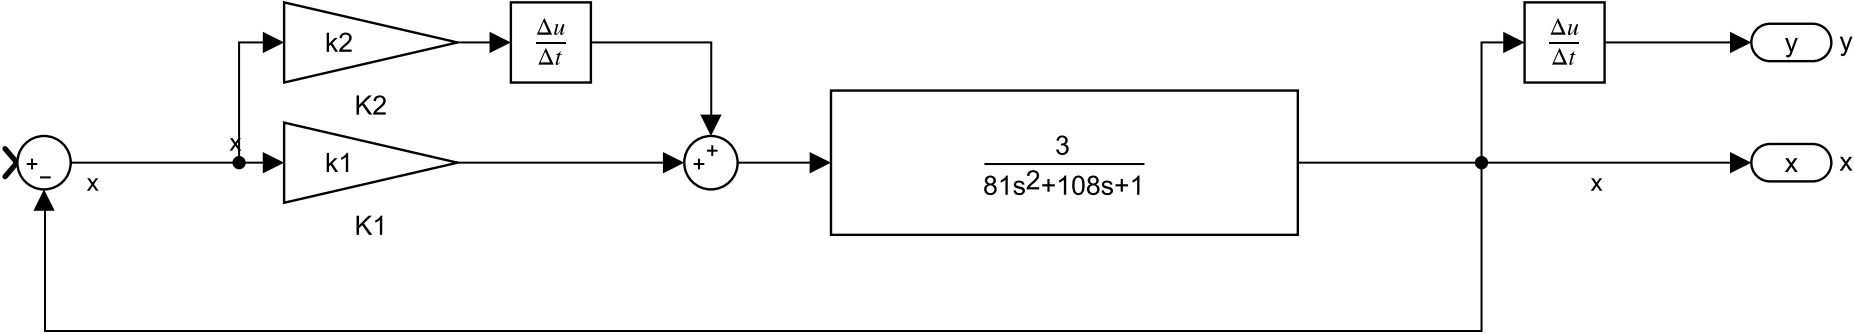 k2
Δu
Δt
Δu
Δt
y
y
K2
x
+
+
+
−
k1
3
81s²+108s+1
x
x
x
x
K1